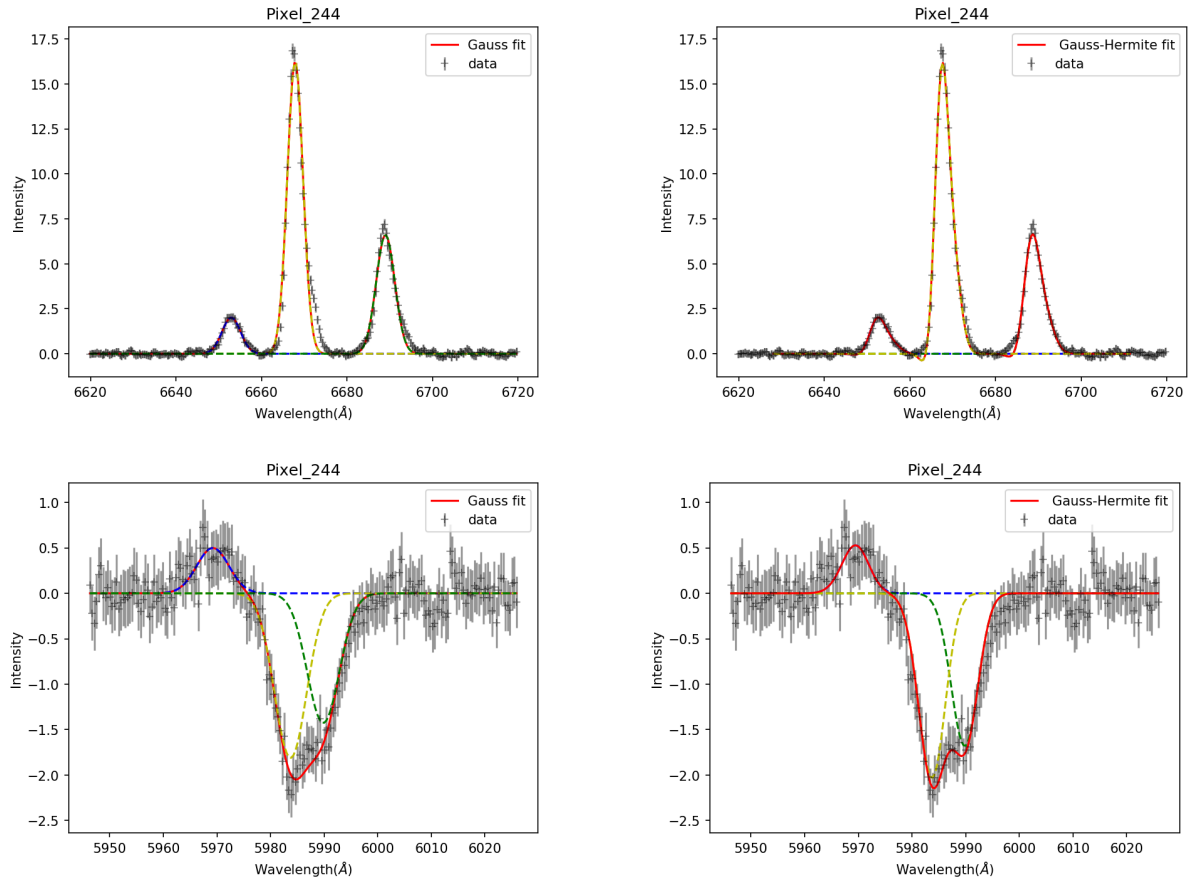 Pixel_244
Gauss fit
data
17.5
15.0
12.5
10.0
7.5
5.0
2.5
0.0
Intensity
6620 6640 6660 6680 6700 6720
Wavelength(Å)
Pixel_244
Gauss-Hermite fit
data
17.5
15.0
12.5
10.0
7.5
5.0
2.5
0.0
Intensity
6620 6640 6660 6680 6700 6720
Wavelength(Å)
Pixel_244
Gauss fit
data
1.0
0.5
0.0
−0.5
−1.0
−1.5
−2.0
−2.5
Intensity
5950 5960 5970 5980 5990 6000 6010 6020
Wavelength(Å)
Pixel_244
Gauss-Hermite fit
data
1.0
0.5
0.0
−0.5
−1.0
−1.5
−2.0
−2.5
Intensity
5950 5960 5970 5980 5990 6000 6010 6020
Wavelength(Å)